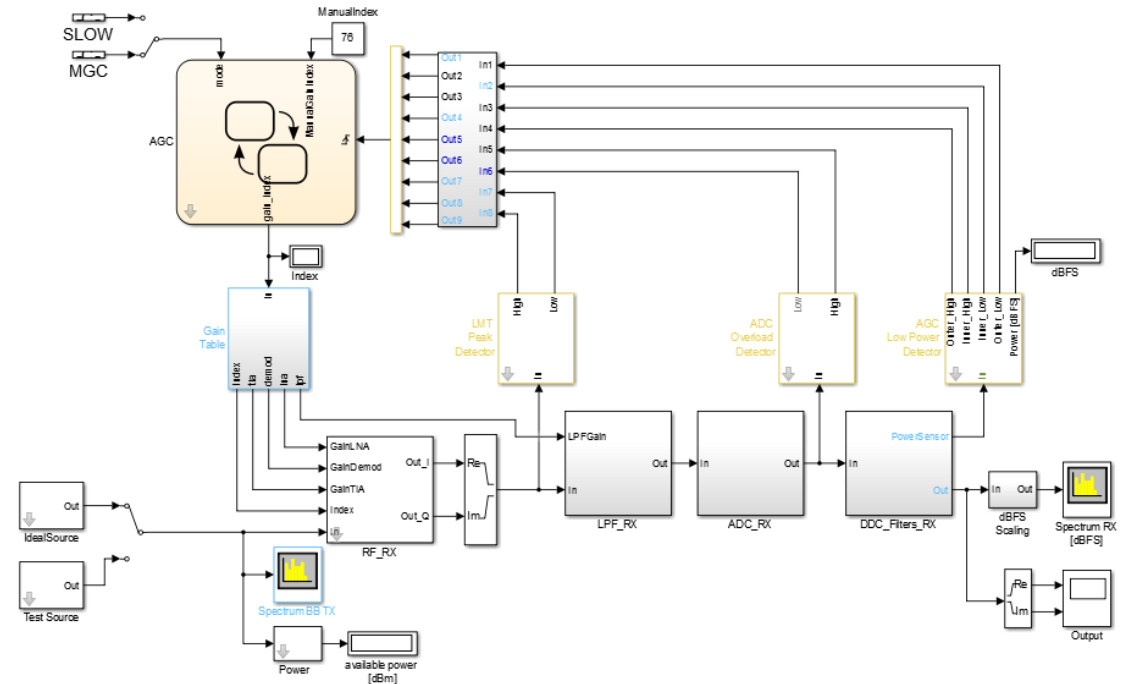 ManualIndex
76
SLOW
MGC
mode
ManualGainIndex
AGC
gain_index
Out1
Out2
Out3
Out4
Out5
Out6
Out7
Out8
Out9
In1
In2
In3
In4
In5
In6
In7
In8
Index
dBFS
Gain
Table
In
Index
tia
demod
lna
lpf
LMT
Peak
Detector
High
Low
In
ADC
Overload
Detector
Low
High
In
AGC
Low Power
Detector
Outer_High
Inner_High
Inner_Low
Outer_Low
Power [dBFS]
In
GainLNA
GainDemod
GainTIA
Index
In
Out_I
Out_Q
RF_RX
Re
Im
LPFGain
In
Out
LPF_RX
In
Out
ADC_RX
In
PowerSensor
Out
DDC_Filters_RX
In
Out
dBFS
Scaling
Spectrum RX
[dBFS]
Re
Im
Output
Out
IdealSource
Out
Test Source
Spectrum BB TX
Power
available power
[dBm]